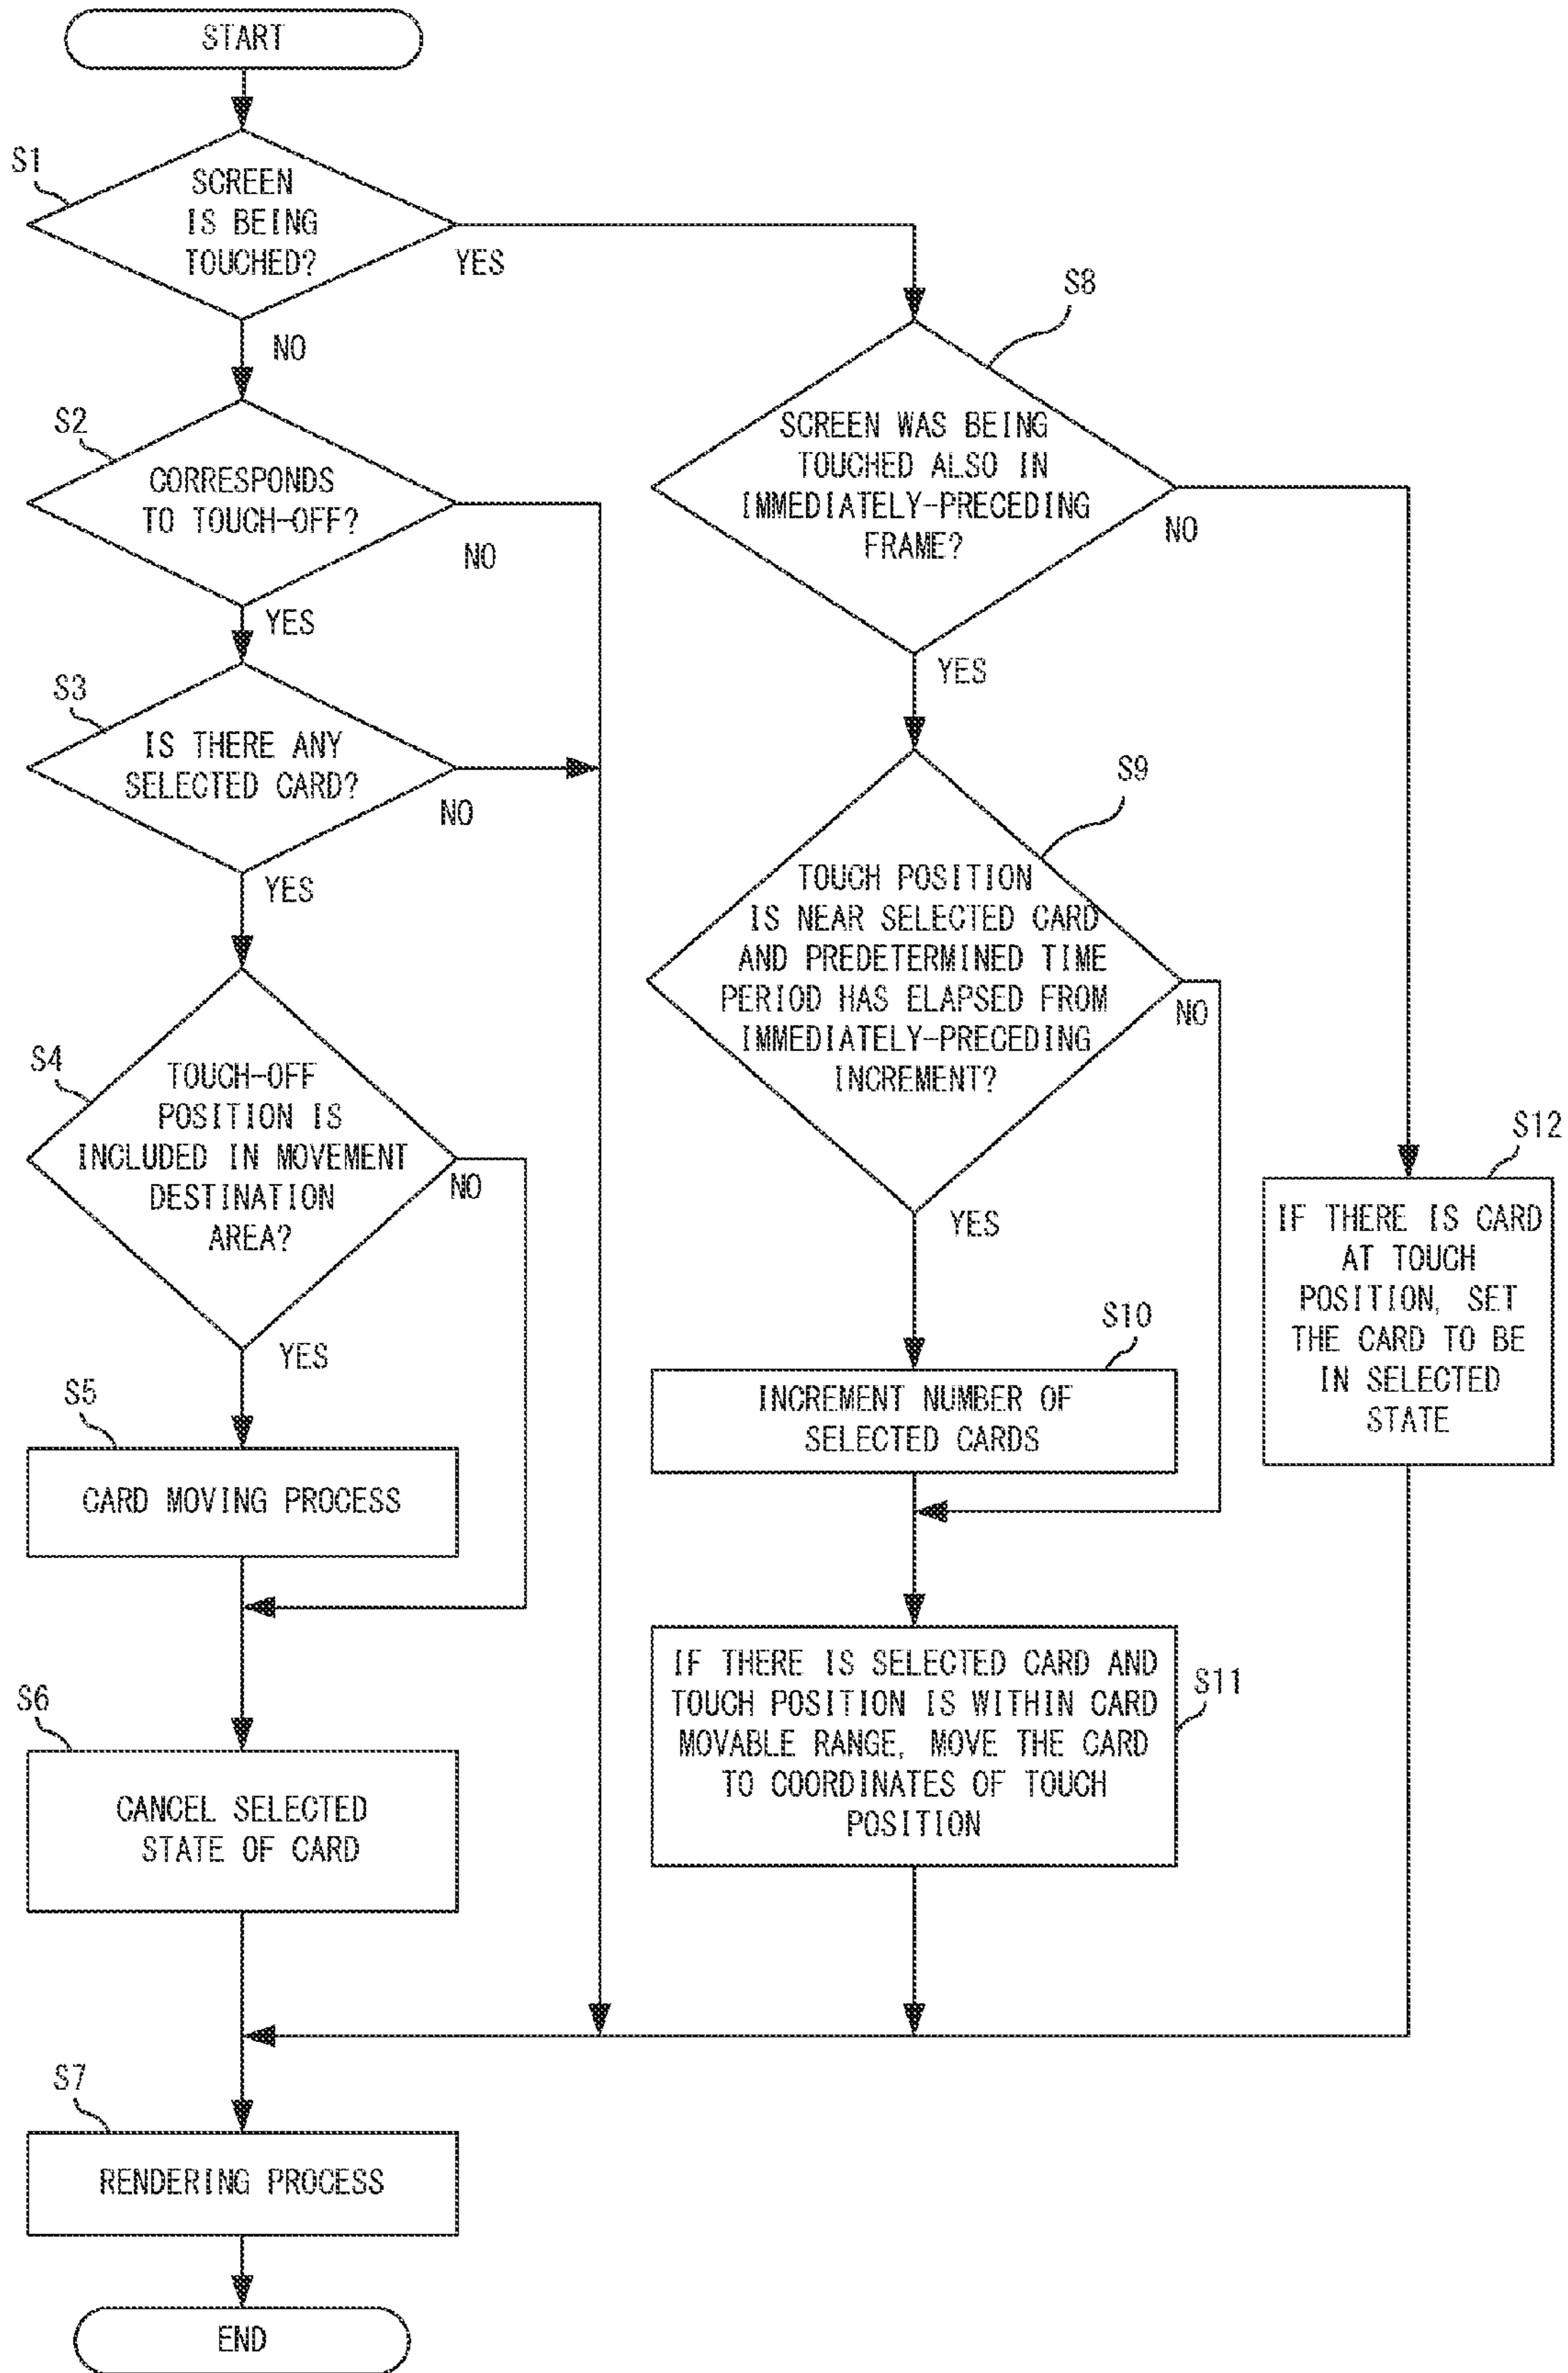 START
S1
SCREEN
IS BEING
TOUCHED?
YES
NO
S2
CORRESPONDS
TO TOUCH-OFF?
NO
YES
S3
IS THERE ANY
SELECTED CARD?
NO
YES
S4
TOUCH-OFF
POSITION IS
INCLUDED IN MOVEMENT
DESTINATION
AREA?
NO
YES
S5
CARD MOVING PROCESS
S6
CANCEL SELECTED
STATE OF CARD
S7
RENDERING PROCESS
END
S8
SCREEN WAS BEING
TOUCHED ALSO IN
IMMEDIATELY-PRECEDING
FRAME?
NO
YES
S9
TOUCH POSITION
IS NEAR SELECTED CARD
AND PREDETERMINED TIME
PERIOD HAS ELAPSED FROM
IMMEDIATELY-PRECEDING
INCREMENT?
NO
YES
S10
INCREMENT NUMBER OF
SELECTED CARDS
S11
IF THERE IS SELECTED CARD AND
TOUCH POSITION IS WITHIN CARD
MOVABLE RANGE, MOVE THE CARD
TO COORDINATES OF TOUCH
POSITION
S12
IF THERE IS CARD
AT TOUCH
POSITION, SET
THE CARD TO BE
IN SELECTED
STATE